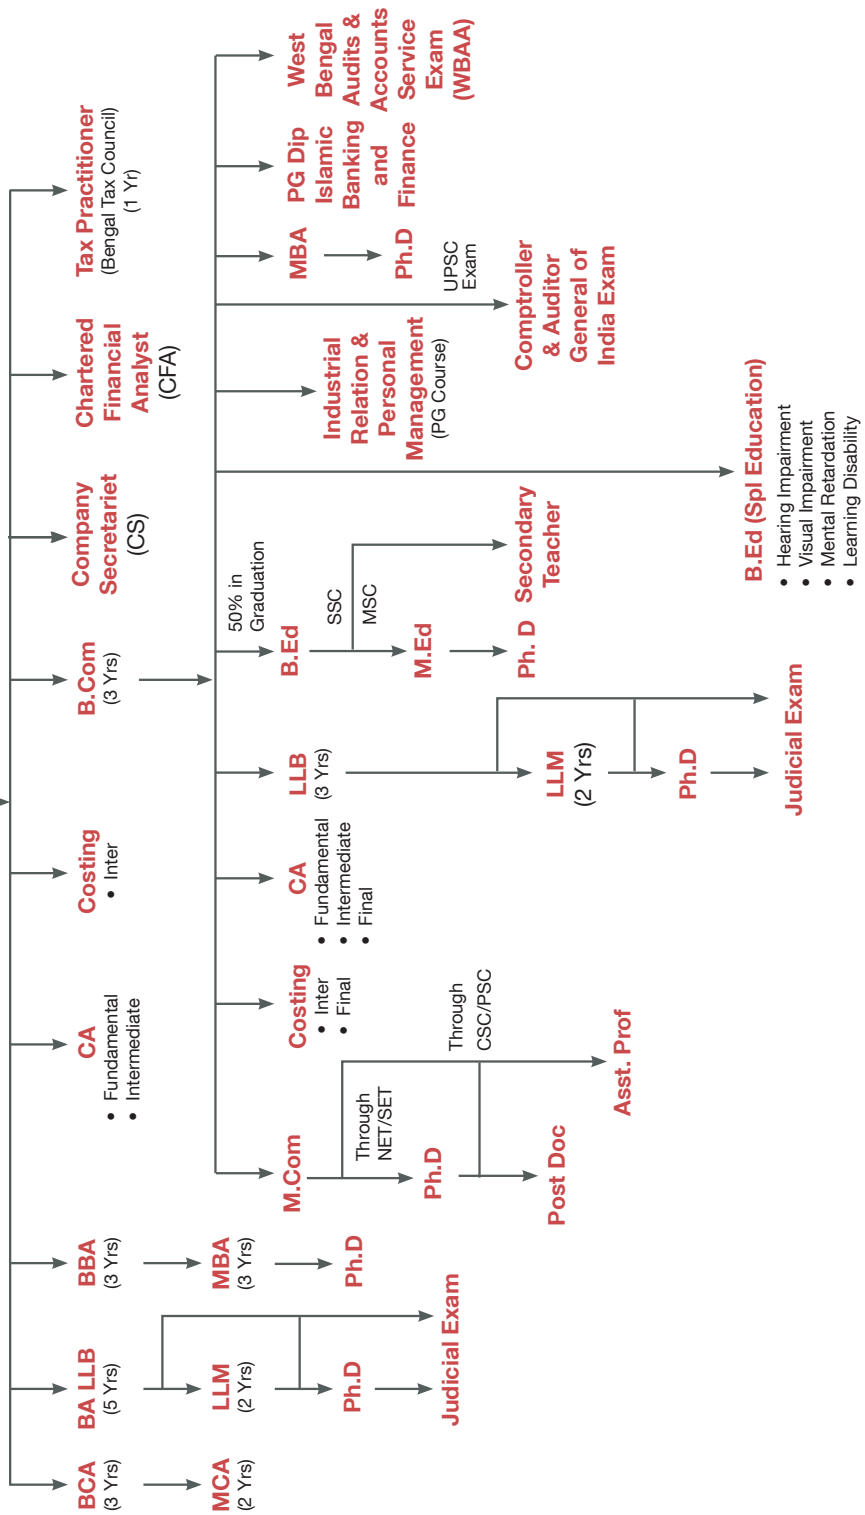 BCA
(3 Yrs)
MCA
(2 Yrs)
BA LLB
(5 Yrs)
LLM
(2 Yrs)
Ph.D
Judicial Exam
BBA
(3 Yrs)
MBA
(3 Yrs)
Ph.D
CA
• Fundamental
• Intermediate
Costing
• Inter
B.Com
(3 Yrs)
Company
Secretariet
(CS)
Chartered
Financial
Analyst
(CFA)
Tax Practitioner
(Bengal Tax Council)
(1 Yr)
M.Com
Through
NET/SET
Ph.D
Through
CSC/PSC
Post Doc
Asst. Prof
Costing
• Inter
• Final
CA
• Fundamental
• Intermediate
• Final
LLB
(3 Yrs)
LLM
(2 Yrs)
Ph.D
Judicial Exam
50% in
Graduation
B.Ed
SSC
MSC
M.Ed
Ph. D
Secondary
Teacher
B.Ed (Spl Education)
• Hearing Impairment
• Visual Impairment
• Mental Retardation
• Learning Disability
Industrial
Relation &
Personal
Management
(PG Course)
UPSC
Exam
Comptroller
& Auditor
General of
India Exam
MBA
Ph.D
PG Dip
Islamic
Banking
and
Finance
West
Bengal
Audits &
Accounts
Service
Exam
(WBAA)